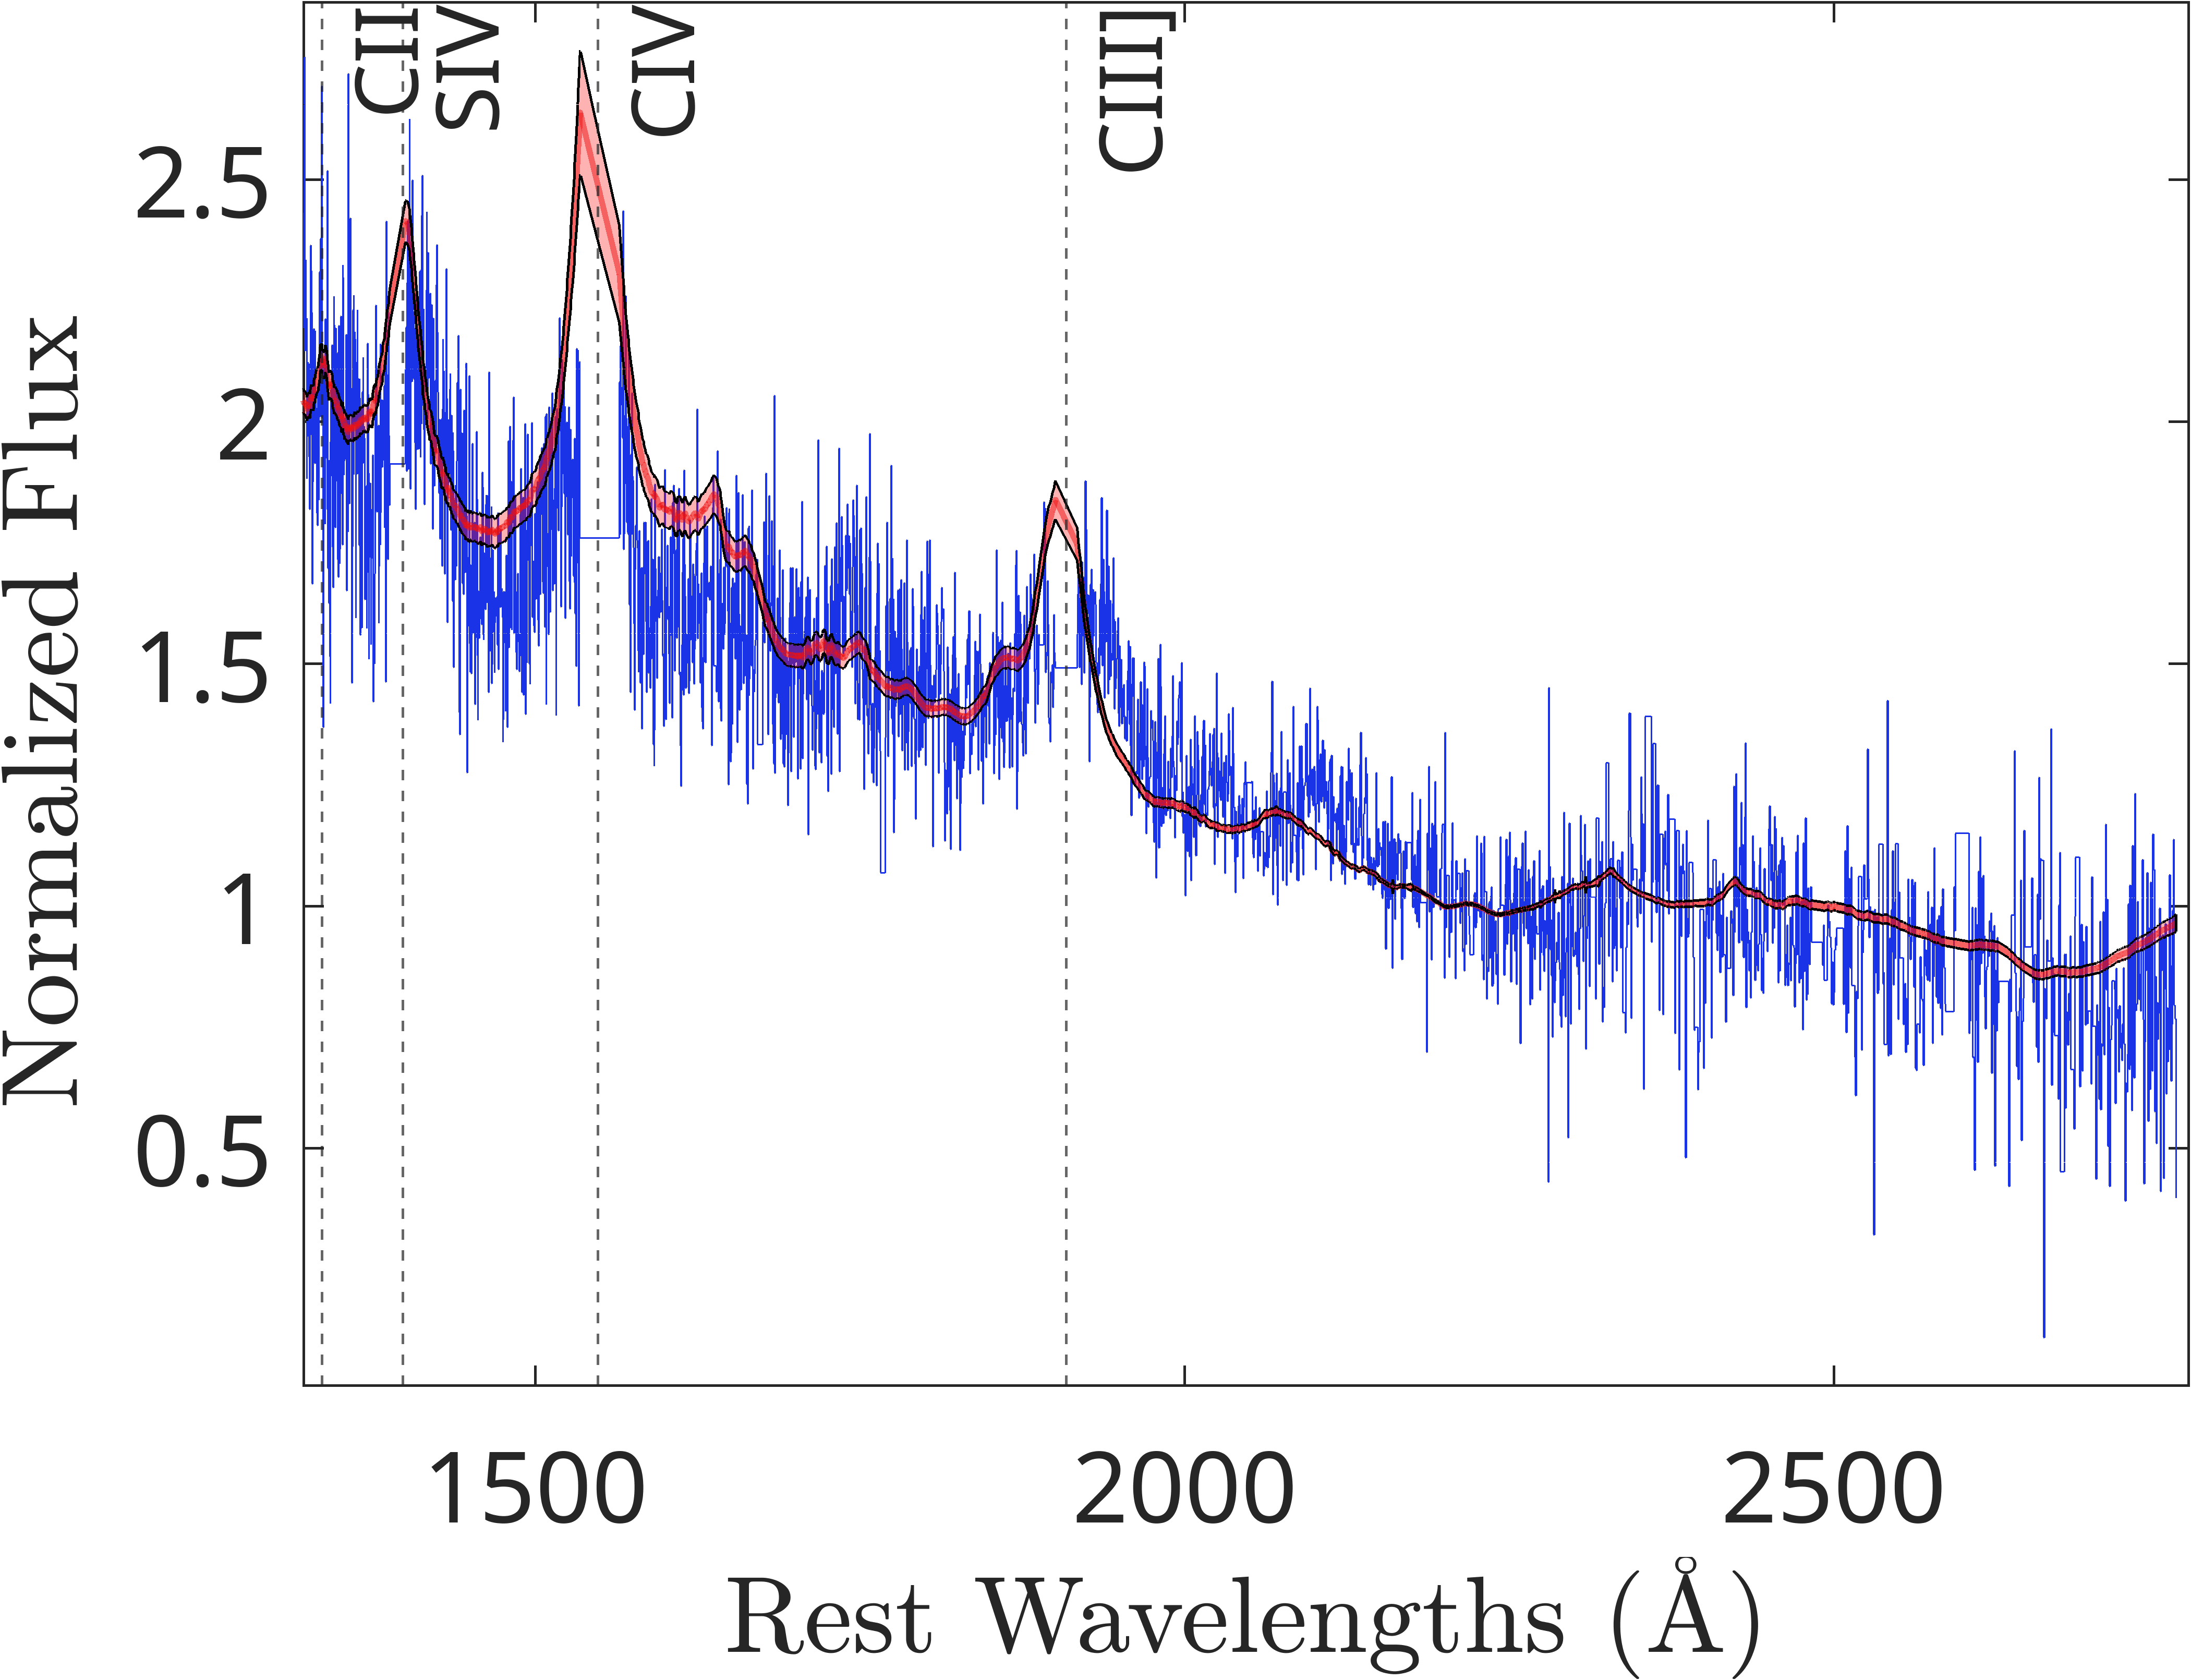 CII
SIV
CIV
CIII]
Normalized Flux
2.5
2
1.5
1
0.5
1500
2000
2500
Rest Wavelengths (Å)